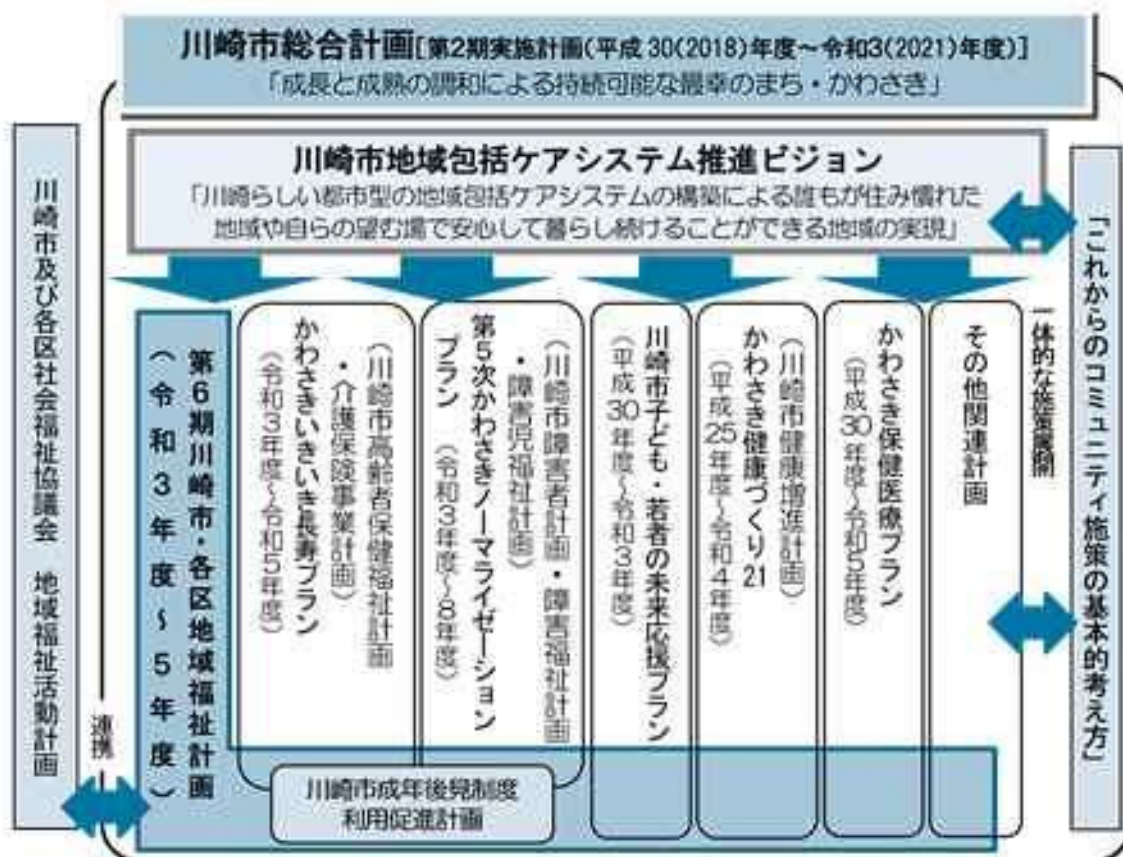 川崎市総合計画[第2期実施計画(平成30(2018)年度～令和3(2021)年度)]
「成長と成熟の調和による持続可能な最幸のまち・かわさき」
川崎市地域包括ケアシステム推進ビジョン
「川崎らしい都市型の地域包括ケアシステムの構築による誰もが住み慣れた
地域や自らの望む場で安心して暮らし続けることができる地域の実現」
川崎市及び各区社会福祉協議会 地域福祉活動計画
連携
第6期川崎市・各区地域福祉計画
（令和3年度～5年度）
（川崎市高齢者保健福祉計画
・介護保険事業計画）
かわさきいきいき長寿プラン
（令和3年度～令和5年度）
（川崎市障害者計画・障害福祉計画
・障害児福祉計画）
第5次かわさきノーマライゼーション
プラン （令和3年度～8年度）
川崎市子ども・若者の未来応援プラン
（平成30年度～令和3年度）
（川崎市健康増進計画）
かわさき健康づくり21
（平成25年度～令和4年度）
かわさき保健医療プラン
（平成30年度～令和5年度）
その他関連計画
一体的な施策展開
「これからのコミュニティ施策の基本的考え方」
川崎市成年後見制度
利用促進計画